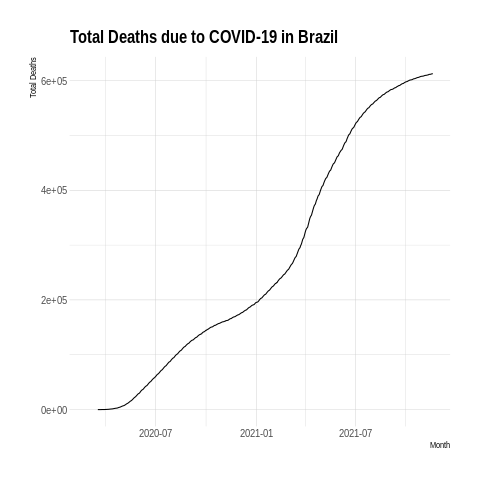 Total Deaths due to COVID-19 in Brazil
Total Deaths
6e+05
4e+05
2e+05
0e+00
2020-07 2021-01 2021-07
Month